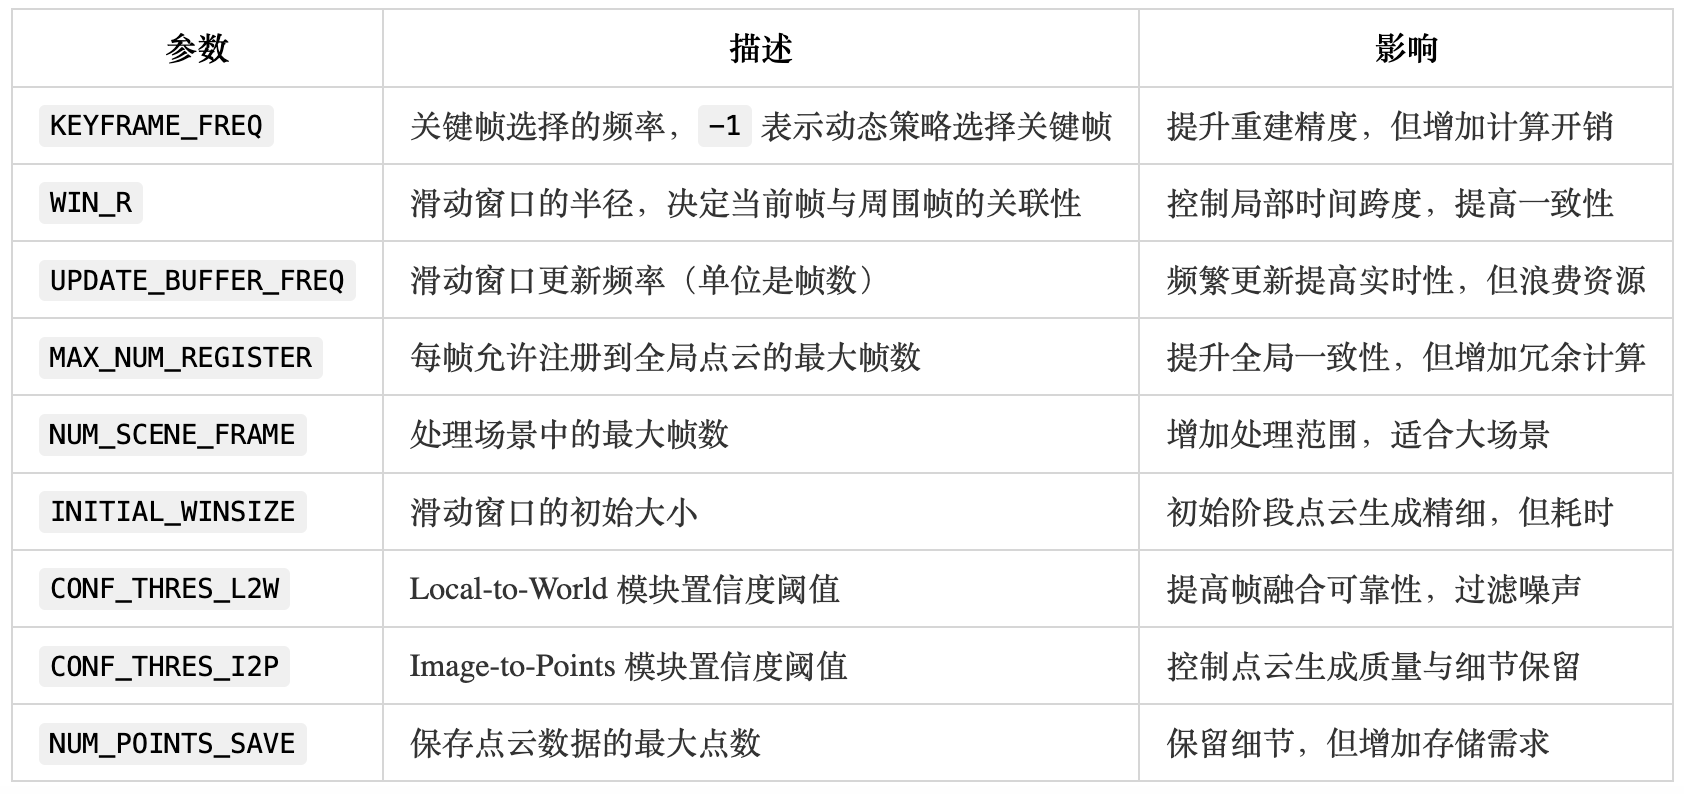 参数 描述 影响
KEYFRAME_FREQ 关键帧选择的频率，-1 表示动态策略选择关键帧 提升重建精度，但增加计算开销
WIN_R 滑动窗口的半径，决定当前帧与周围帧的关联性 控制局部时间跨度，提高一致性
UPDATE_BUFFER_FREQ 滑动窗口更新频率（单位是帧数） 频繁更新提高实时性，但浪费资源
MAX_NUM_REGISTER 每帧允许注册到全局点云的最大帧数 提升全局一致性，但增加冗余计算
NUM_SCENE_FRAME 处理场景中的最大帧数 增加处理范围，适合大场景
INITIAL_WINSIZE 滑动窗口的初始大小 初始阶段点云生成精细，但耗时
CONF_THRES_L2W Local-to-World 模块置信度阈值 提高帧融合可靠性，过滤噪声
CONF_THRES_I2P Image-to-Points 模块置信度阈值 控制点云生成质量与细节保留
NUM_POINTS_SAVE 保存点云数据的最大点数 保留细节，但增加存储需求